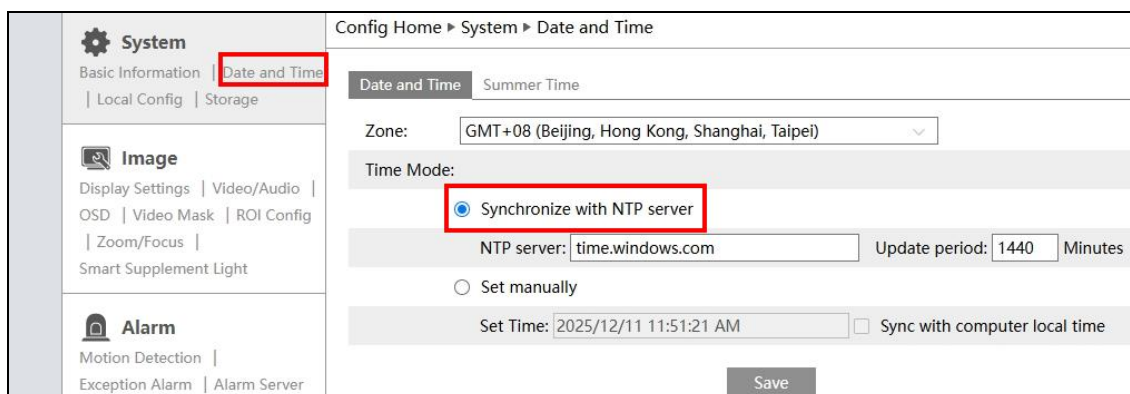 System
Basic Information | Date and Time
| Local Config | Storage
Image
Display Settings | Video/Audio |
OSD | Video Mask | ROI Config
| Zoom/Focus |
Smart Supplement Light
Alarm
Motion Detection |
Exception Alarm | Alarm Server
Config Home ▸ System ▸ Date and Time
Date and Time Summer Time
Zone: GMT+08 (Beijing, Hong Kong, Shanghai, Taipei)
Time Mode:
Synchronize with NTP server
NTP server: time.windows.com Update period: 1440 Minutes
Set manually
Set Time: 2025/12/11 11:51:21 AM Sync with computer local time
Save